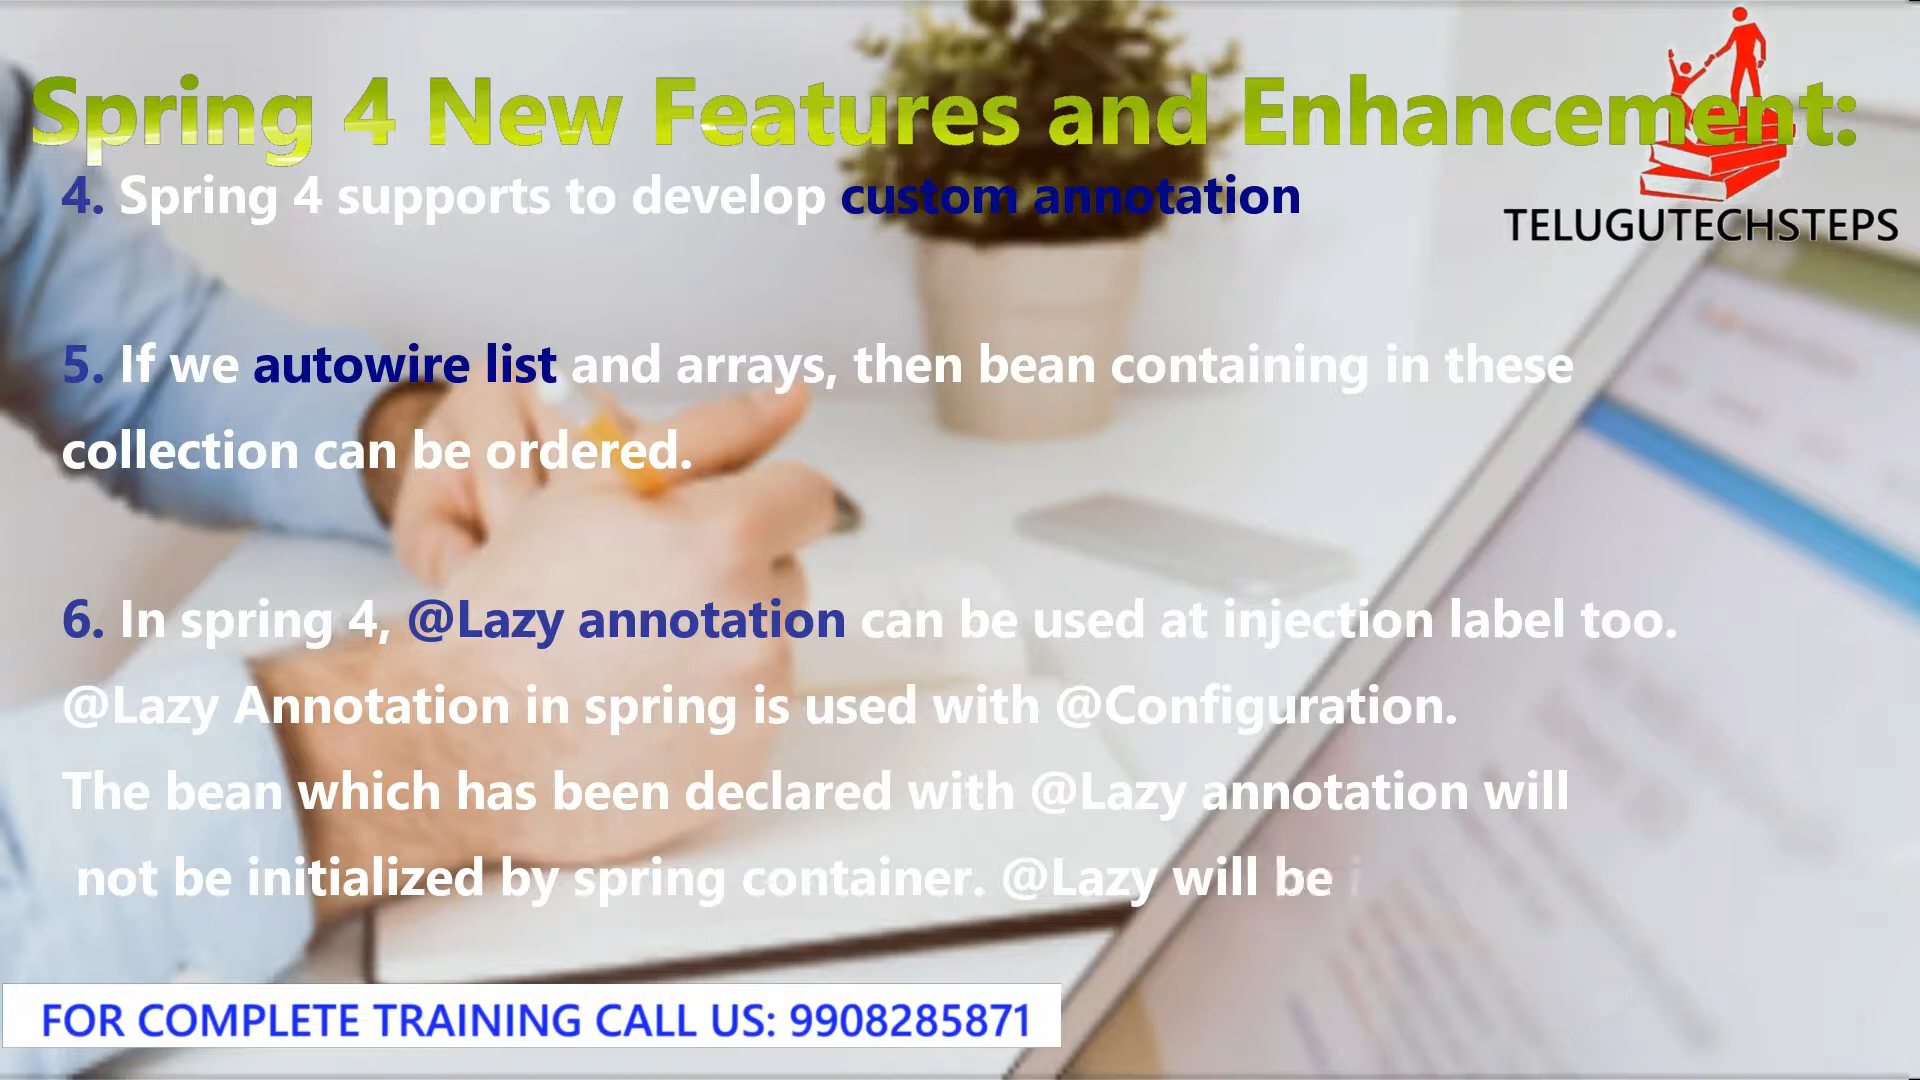 Spring 4 New Features and Enhancement:
4. Spring 4 supports to develop custom annotation
TELUGUTECHSTEPS
5. If we autowire list and arrays, then bean containing in these
collection can be ordered.
6. In spring 4, @Lazy annotation can be used at injection label too.
@Lazy Annotation in spring is used with @Configuration.
The bean which has been declared with @Lazy annotation will
not be initialized by spring container. @Lazy will be
FOR COMPLETE TRAINING CALL US: 9908285871